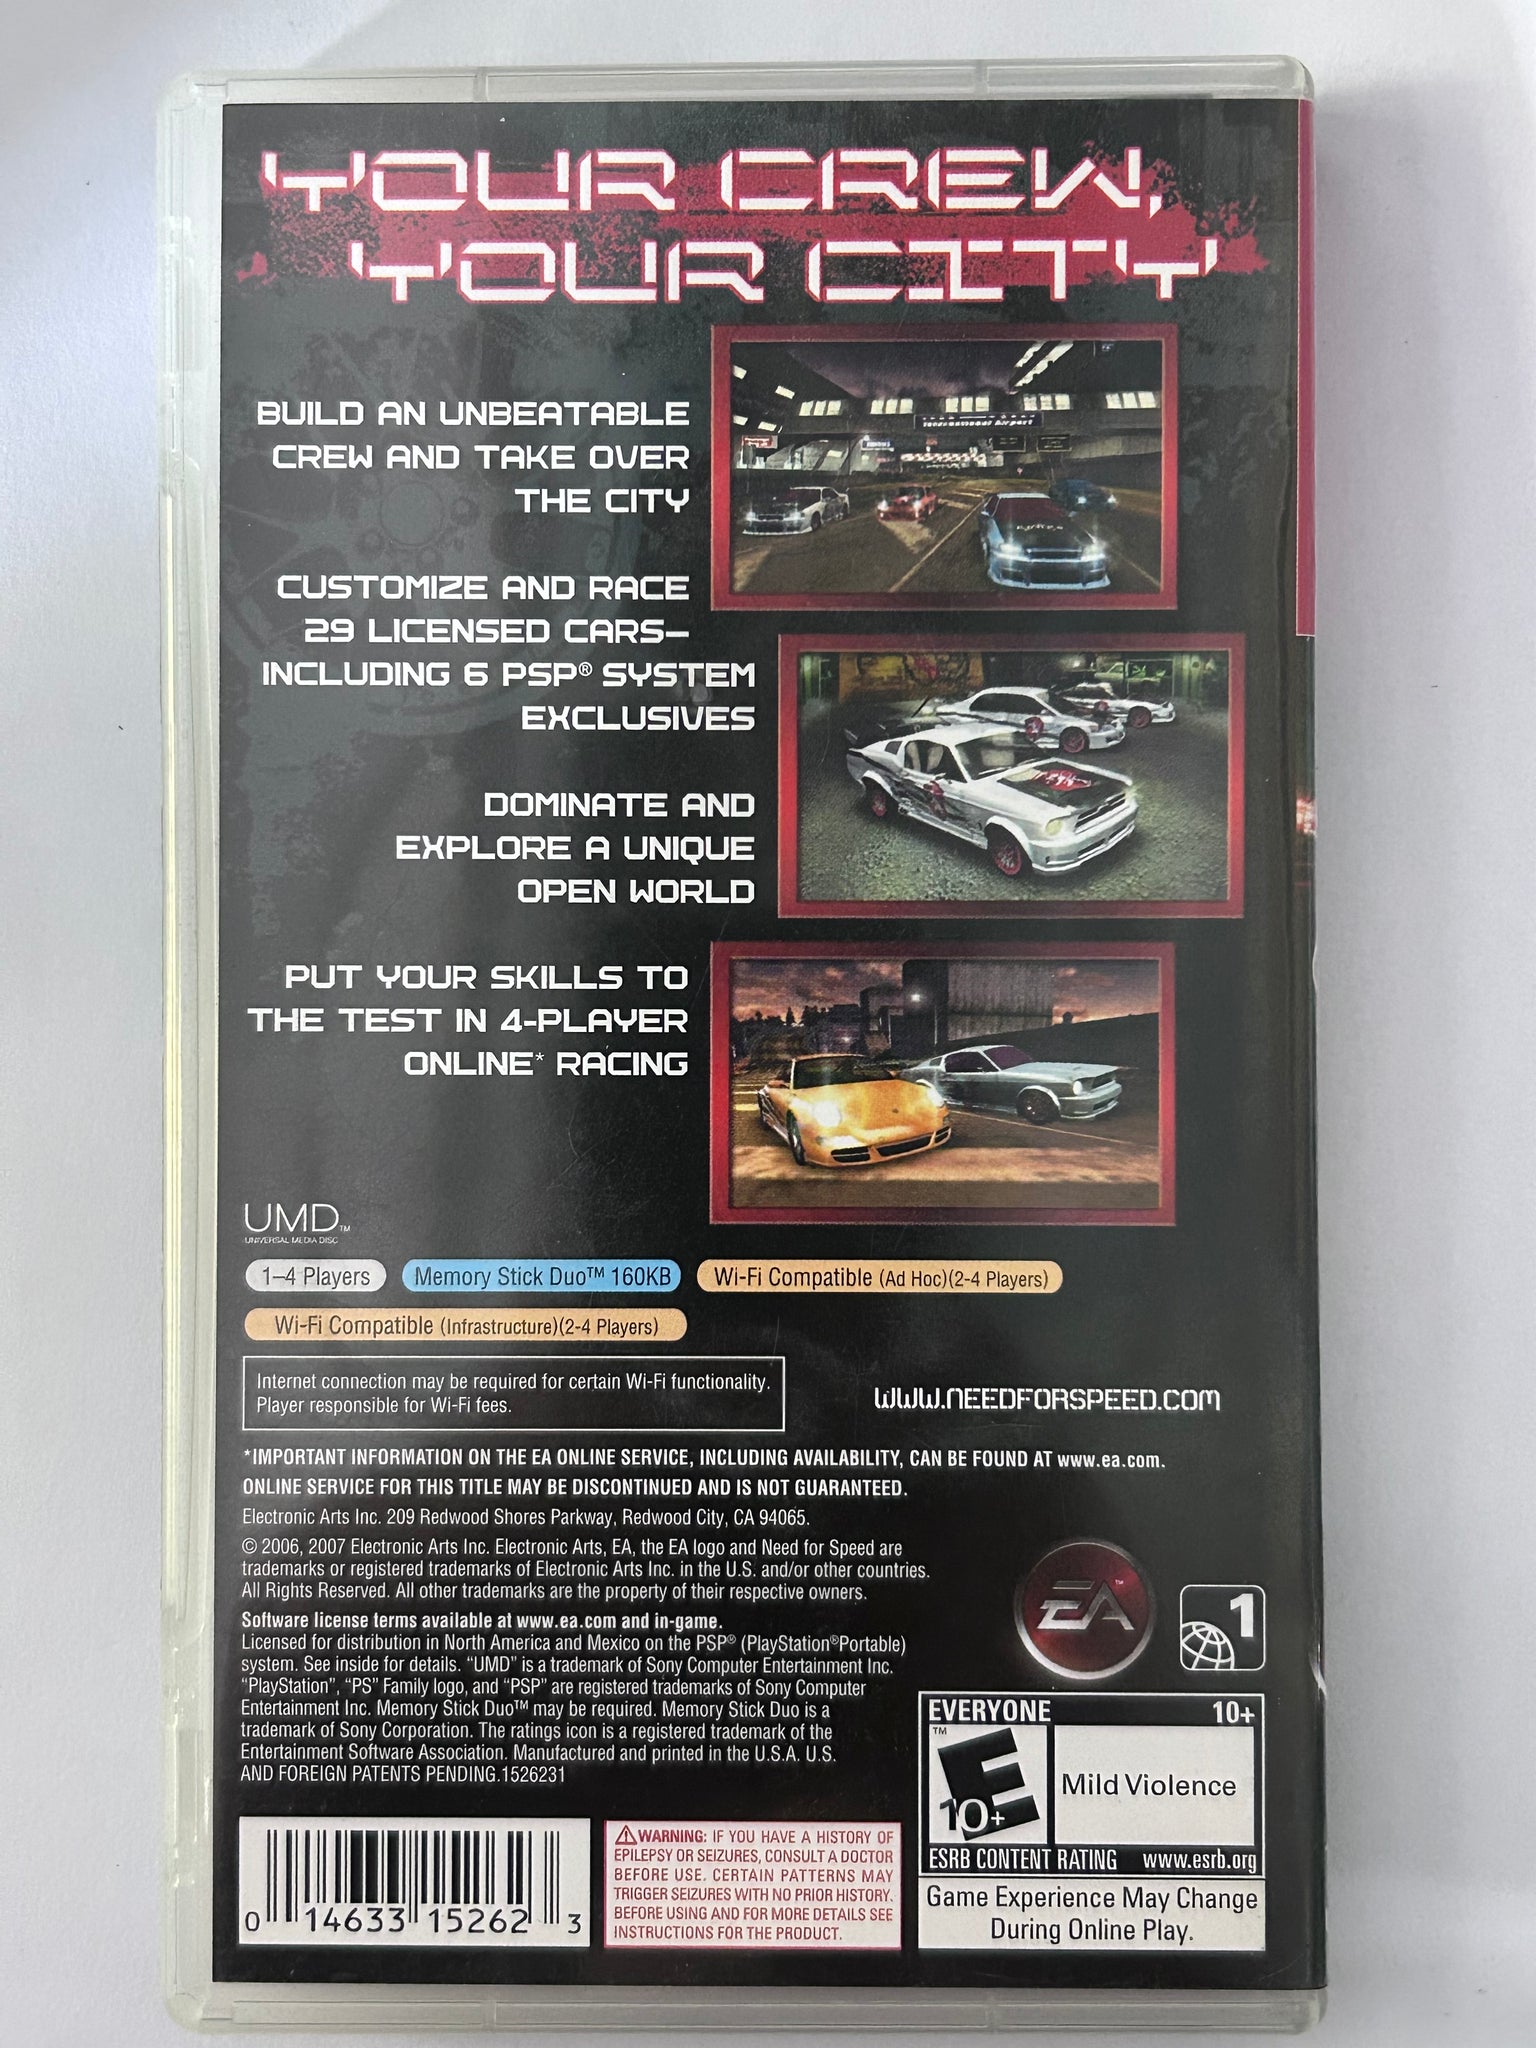 YOUR CREW,
YOUR CITY
BUILD AN UNBEATABLE
CREW AND TAKE OVER
THE CITY
CUSTOMIZE AND RACE
29 LICENSED CARS–
INCLUDING 6 PSP® SYSTEM
EXCLUSIVES
DOMINATE AND
EXPLORE A UNIQUE
OPEN WORLD
PUT YOUR SKILLS TO
THE TEST IN 4-PLAYER
ONLINE* RACING
UMD™
UNIVERSAL MEDIA DISC
1–4 Players
Memory Stick Duo™ 160KB
Wi-Fi Compatible (Ad Hoc)(2-4 Players)
Wi-Fi Compatible (Infrastructure)(2-4 Players)
Internet connection may be required for certain Wi-Fi functionality.
Player responsible for Wi-Fi fees.
WWW.NEEDFORSPEED.COM
*IMPORTANT INFORMATION ON THE EA ONLINE SERVICE, INCLUDING AVAILABILITY, CAN BE FOUND AT www.ea.com.
ONLINE SERVICE FOR THIS TITLE MAY BE DISCONTINUED AND IS NOT GUARANTEED.
Electronic Arts Inc. 209 Redwood Shores Parkway, Redwood City, CA 94065.
© 2006, 2007 Electronic Arts Inc. Electronic Arts, EA, the EA logo and Need for Speed are
trademarks or registered trademarks of Electronic Arts Inc. in the U.S. and/or other countries.
All Rights Reserved. All other trademarks are the property of their respective owners.
Software license terms available at www.ea.com and in-game.
Licensed for distribution in North America and Mexico on the PSP® (PlayStation®Portable)
system. See inside for details. “UMD” is a trademark of Sony Computer Entertainment Inc.
“PlayStation”, “PS” Family logo, and “PSP” are registered trademarks of Sony Computer
Entertainment Inc. Memory Stick Duo™ may be required. Memory Stick Duo is a
trademark of Sony Corporation. The ratings icon is a registered trademark of the
Entertainment Software Association. Manufactured and printed in the U.S.A. U.S.
AND FOREIGN PATENTS PENDING.1526231
EA™
1
EVERYONE 10+
™
E
10+
Mild Violence
ESRB CONTENT RATING www.esrb.org
Game Experience May Change
During Online Play.
0 14633 15262 3
⚠WARNING: IF YOU HAVE A HISTORY OF
EPILEPSY OR SEIZURES, CONSULT A DOCTOR
BEFORE USE. CERTAIN PATTERNS MAY
TRIGGER SEIZURES WITH NO PRIOR HISTORY.
BEFORE USING AND FOR MORE DETAILS SEE
INSTRUCTIONS FOR THE PRODUCT.